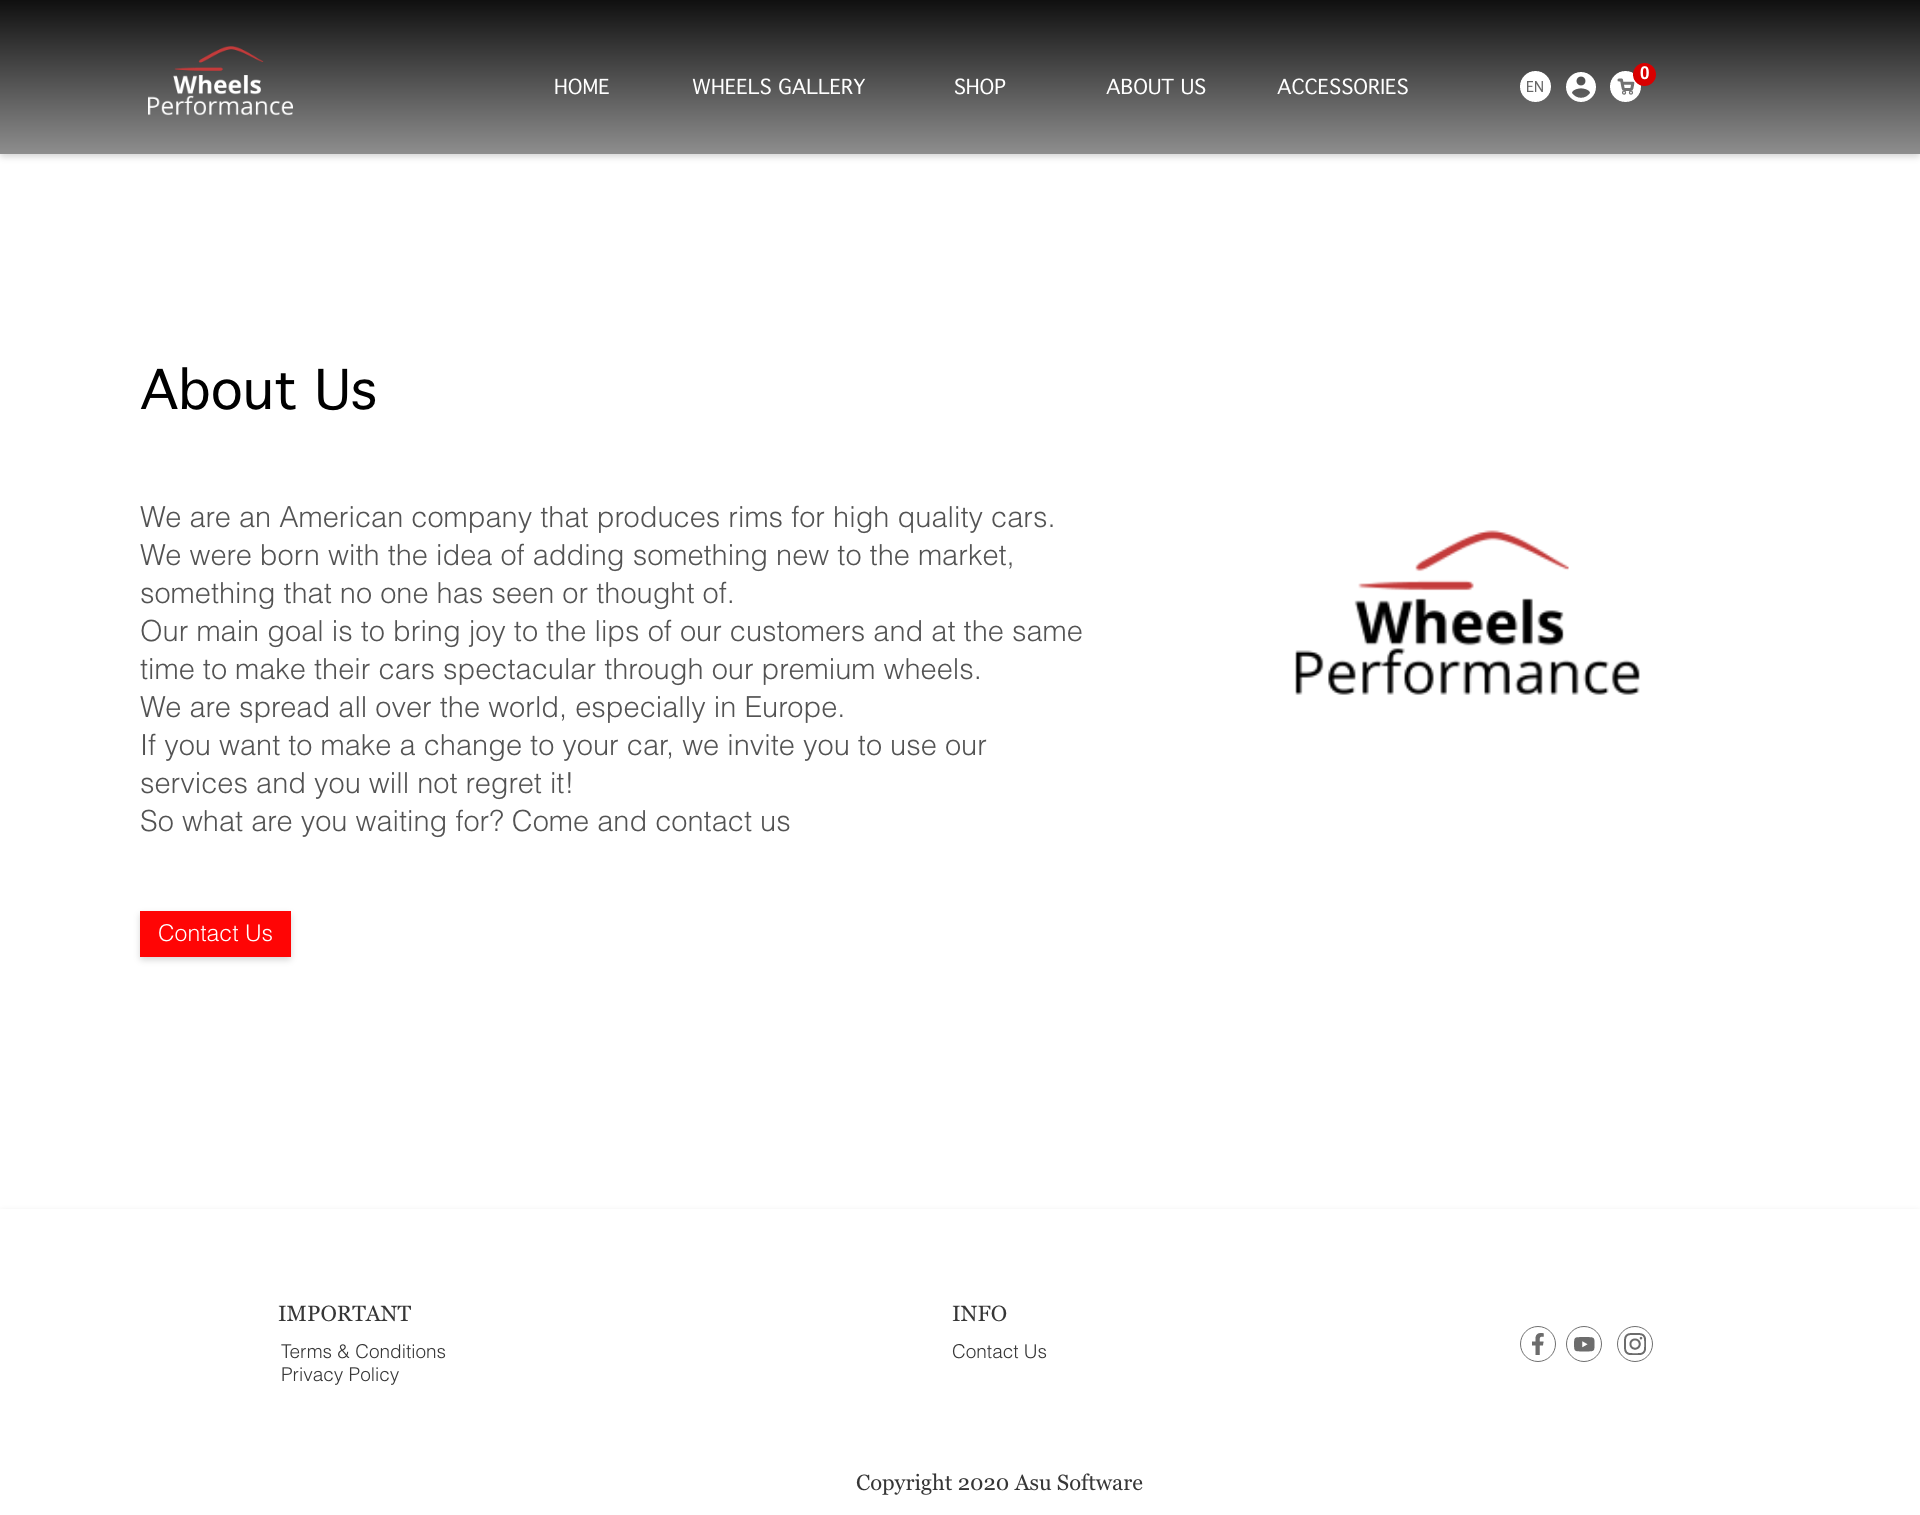 Wheels
Performance
HOME
WHEELS GALLERY
SHOP
ABOUT US
ACCESSORIES
EN
0
About Us
We are an American company that produces rims for high quality cars.
We were born with the idea of adding something new to the market,
something that no one has seen or thought of.
Our main goal is to bring joy to the lips of our customers and at the same
time to make their cars spectacular through our premium wheels.
We are spread all over the world, especially in Europe.
If you want to make a change to your car, we invite you to use our
services and you will not regret it!
So what are you waiting for? Come and contact us
Wheels
Performance
Contact Us
IMPORTANT
Terms & Conditions
Privacy Policy
INFO
Contact Us
Copyright 2020 Asu Software